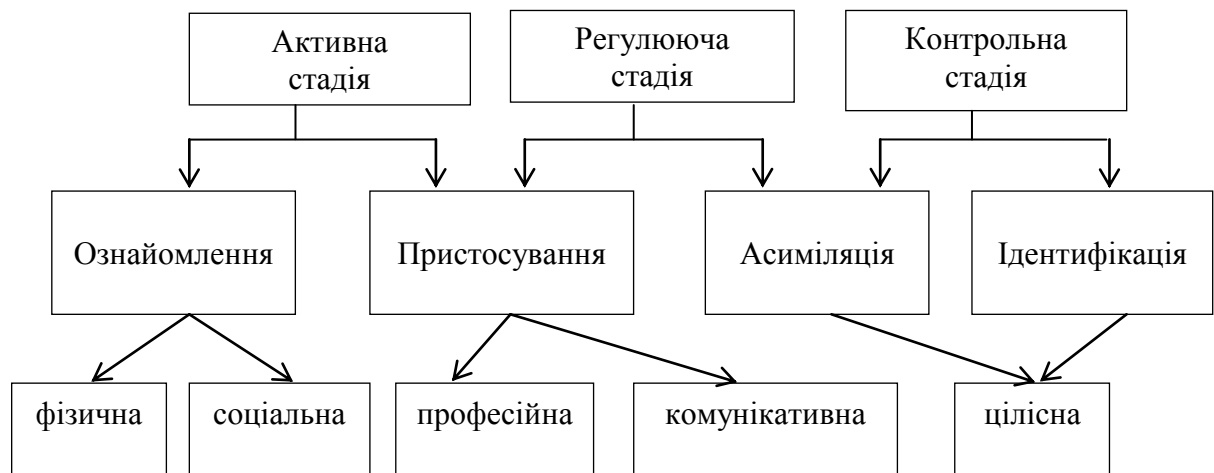 Активна
стадія
Регулююча
стадія
Контрольна
стадія
Ознайомлення
Пристосування
Асиміляція
Ідентифікація
фізична
соціальна
професійна
комунікативна
цілісна